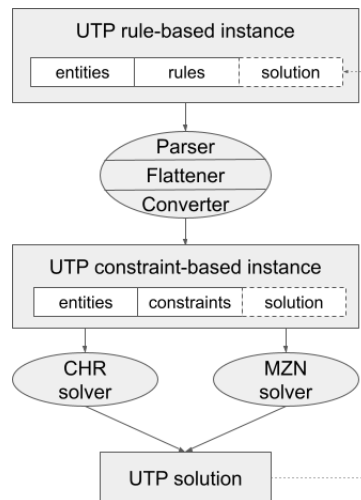 UTP rule-based instance
entities rules solution
Parser
Flattener
Converter
UTP constraint-based instance
entities constraints solution
CHR MZN
solver solver
UTP solution